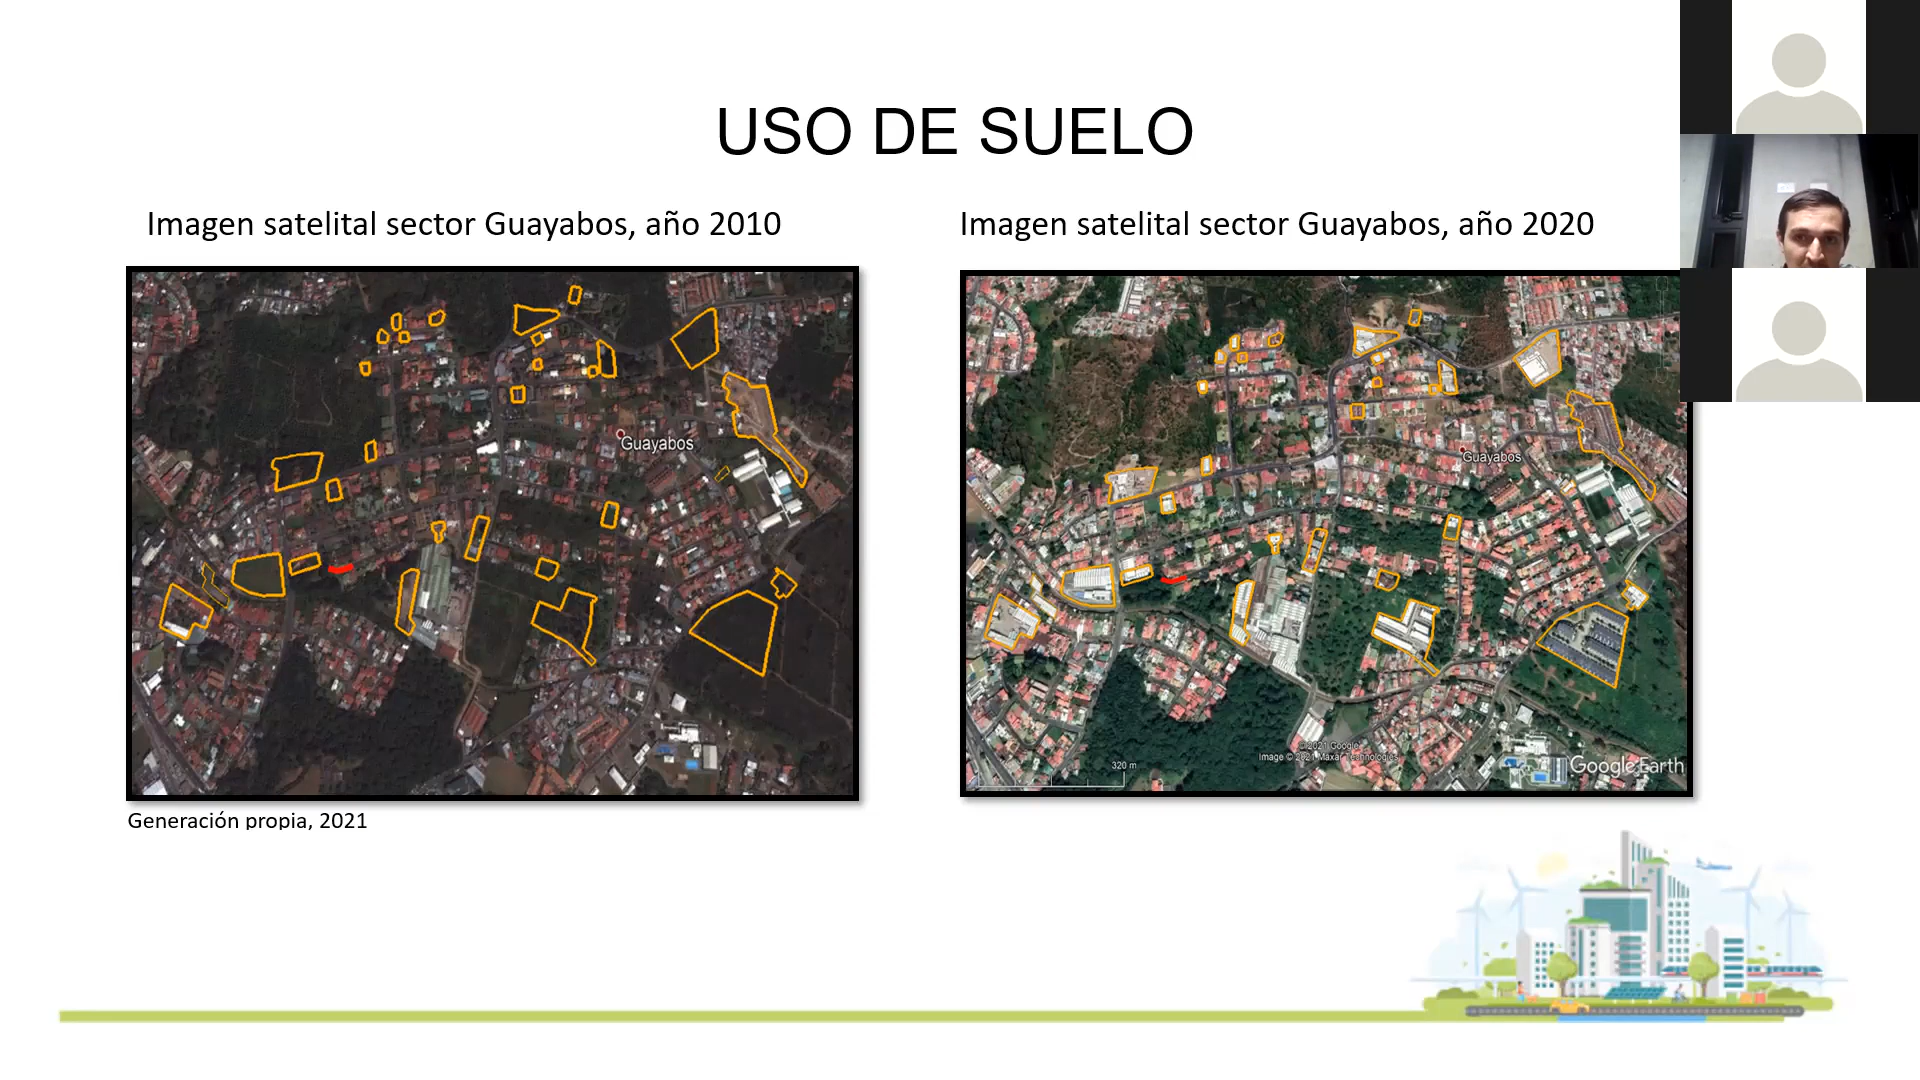 USO DE SUELO
Imagen satelital sector Guayabos, año 2010
Imagen satelital sector Guayabos, año 2020
Guayabos
Guayabos
©2021 Google
Image © 2021 Maxar Technologies
320 m
Google Earth
Generación propia, 2021